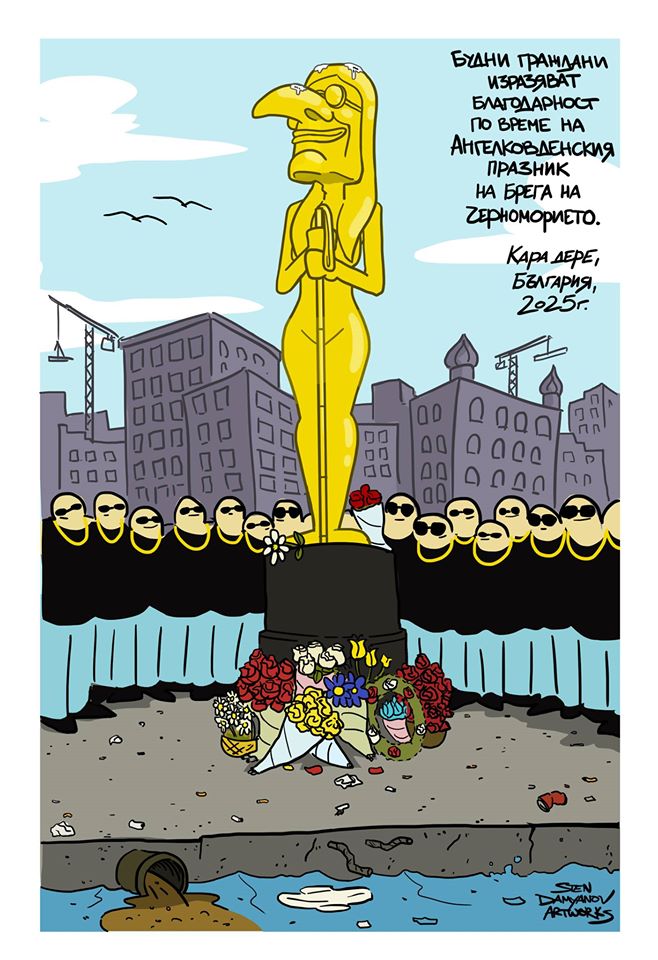 Будни граждани
изразяват
благодарност
по време на
Ангелковденския
празник
на брега на
Черноморието.
Кара дере,
България,
2025г.
Sten
Damyanov
Artworks